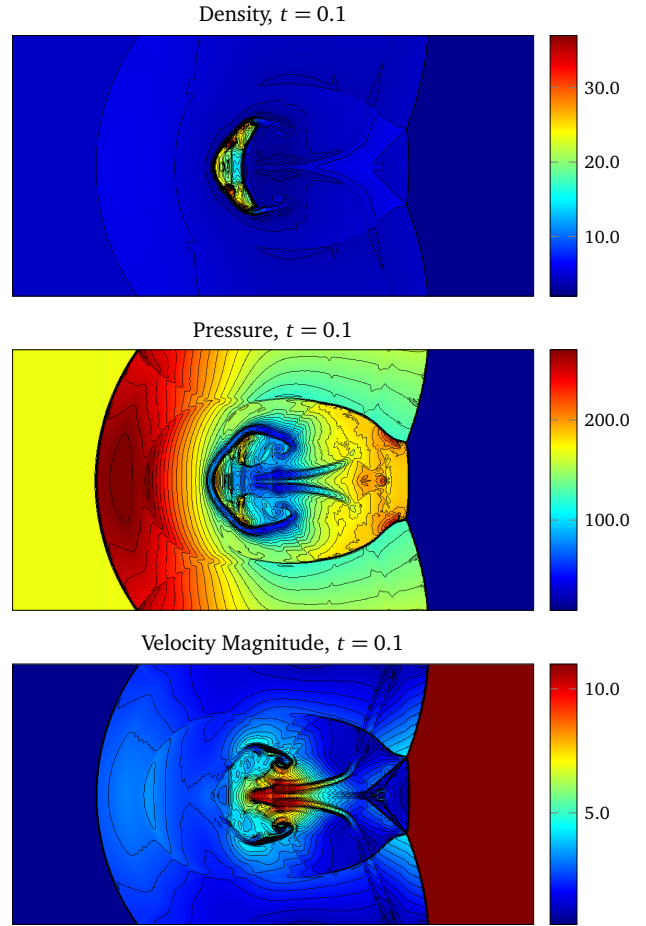 Density, t = 0.1
30.0
20.0
10.0
Pressure, t = 0.1
200.0
100.0
Velocity Magnitude, t = 0.1
10.0
5.0